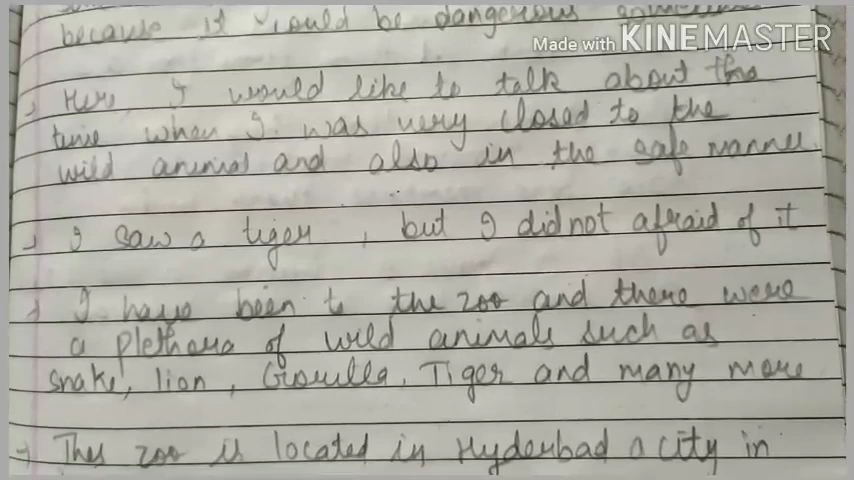 because it could be dangerous
Made with KINEMASTER
→ Here, I would like to talk about the
time when I was very closed to the
wild animal and also in the safe manner.
→ I saw a tiger, but I did not afraid of it
→ I have been to the zoo and there were
a plethora of wild animals such as
snake, lion, Gorilla, Tiger and many more
→ This zoo is located in Hyderbad a city in